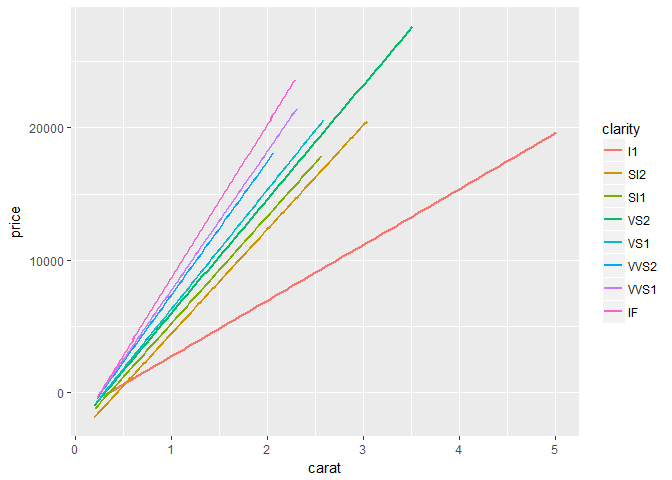 20000
10000
0
price
0 1 2 3 4 5
carat
clarity
I1
SI2
SI1
VS2
VS1
VVS2
VVS1
IF